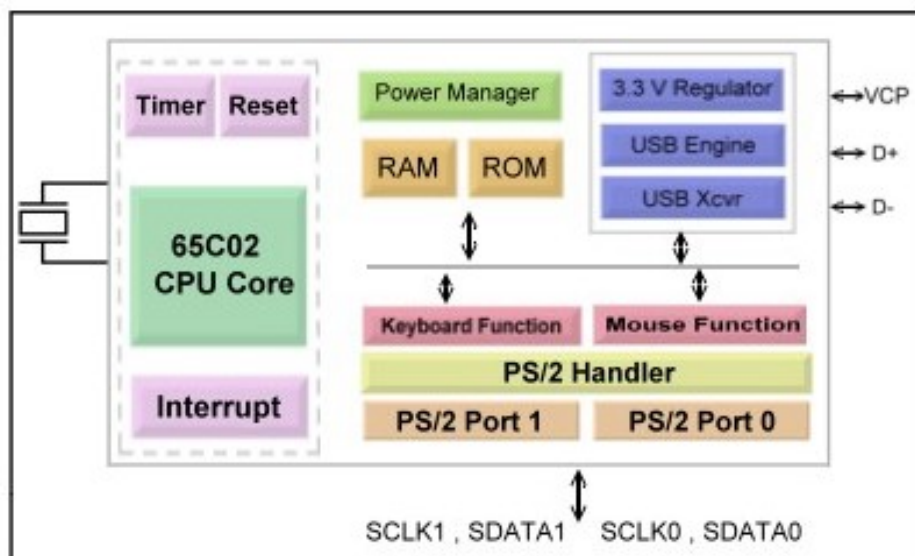 Timer
Reset
65C02
CPU Core
Interrupt
Power Manager
RAM
ROM
3.3 V Regulator
USB Engine
USB Xcvr
VCP
D+
D-
Keyboard Function
Mouse Function
PS/2 Handler
PS/2 Port 1
PS/2 Port 0
SCLK1 , SDATA1
SCLK0 , SDATA0